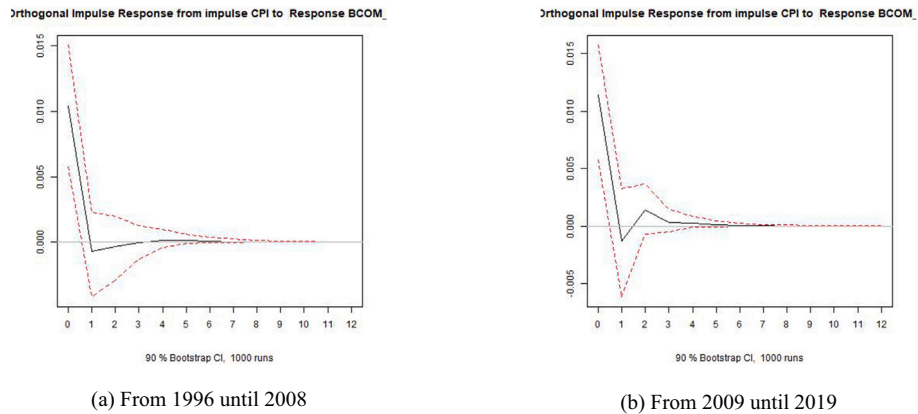 Orthogonal Impulse Response from impulse CPI to Response BCOM_
0.015
0.010
0.005
0.000
0 1 2 3 4 5 6 7 8 9 10 11 12
90 % Bootstrap CI, 1000 runs
(a) From 1996 until 2008
Orthogonal Impulse Response from impulse CPI to Response BCOM_
0.015
0.010
0.005
0.000
-0.005
0 1 2 3 4 5 6 7 8 9 10 11 12
90 % Bootstrap CI, 1000 runs
(b) From 2009 until 2019